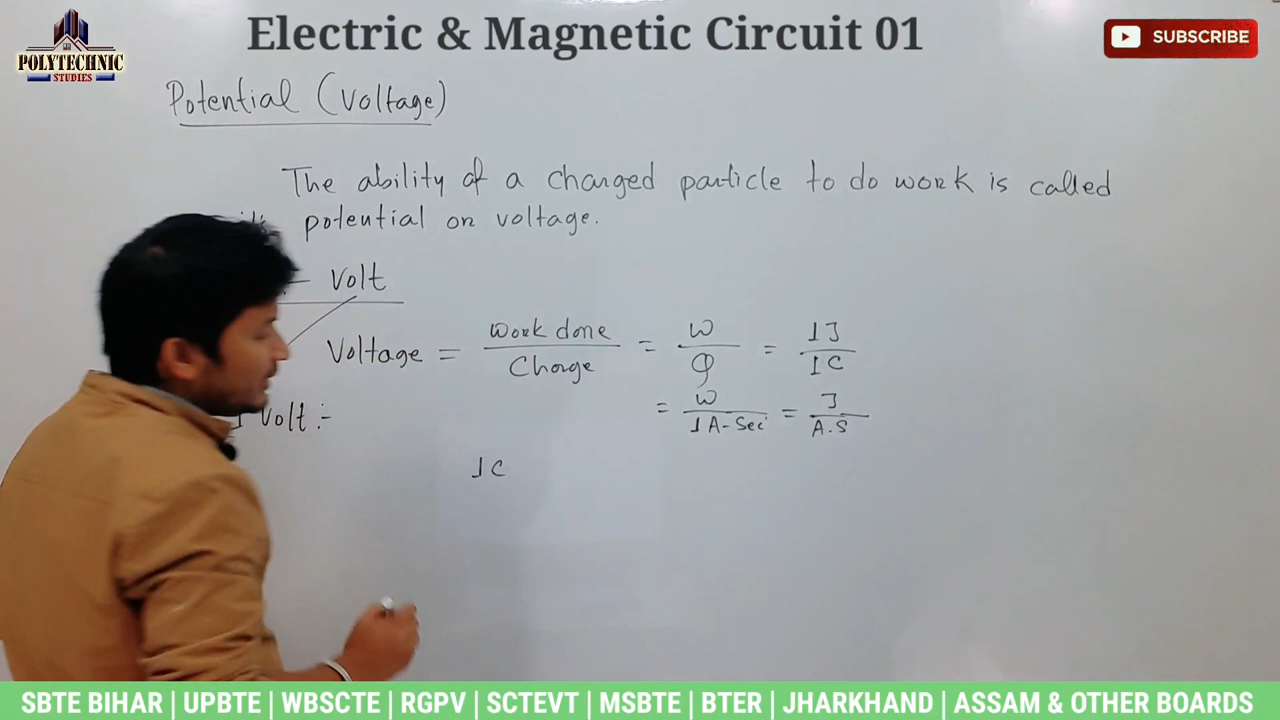 Electric & Magnetic Circuit 01
POLYTECHNIC
STUDIES
SUBSCRIBE
Potential (Voltage)
The ability of a charged particle to do work is called
potential or voltage.
:- Volt
Voltage = Work done / Charge = W / Q = 1J / 1C
= W / 1A-Sec = J / A.S
1 Volt :-
1C
SBTE BIHAR | UPBTE | WBSCTE | RGPV | SCTEVT | MSBTE | BTER | JHARKHAND | ASSAM & OTHER BOARDS